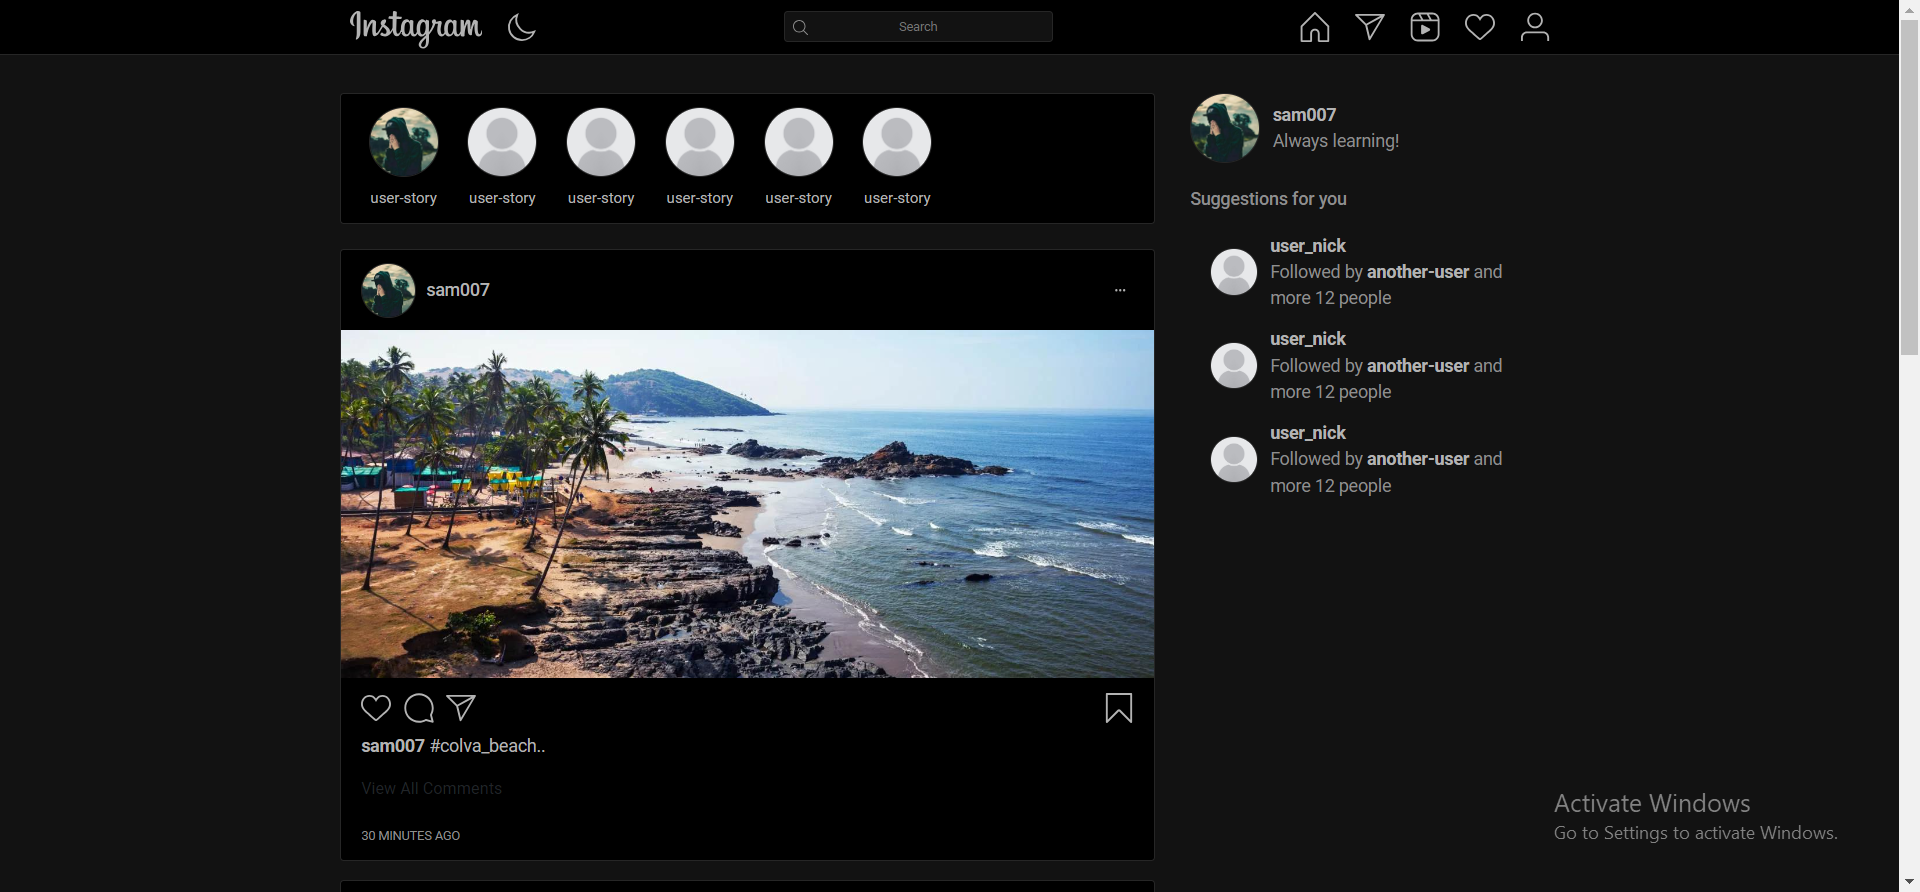 Instagram
Search
user-story
user-story
user-story
user-story
user-story
user-story
sam007
#colva_beach..
View All Comments
30 MINUTES AGO
sam007
Always learning!
Suggestions for you
user_nick
Followed by another-user and
more 12 people
user_nick
Followed by another-user and
more 12 people
user_nick
Followed by another-user and
more 12 people
Activate Windows
Go to Settings to activate Windows.